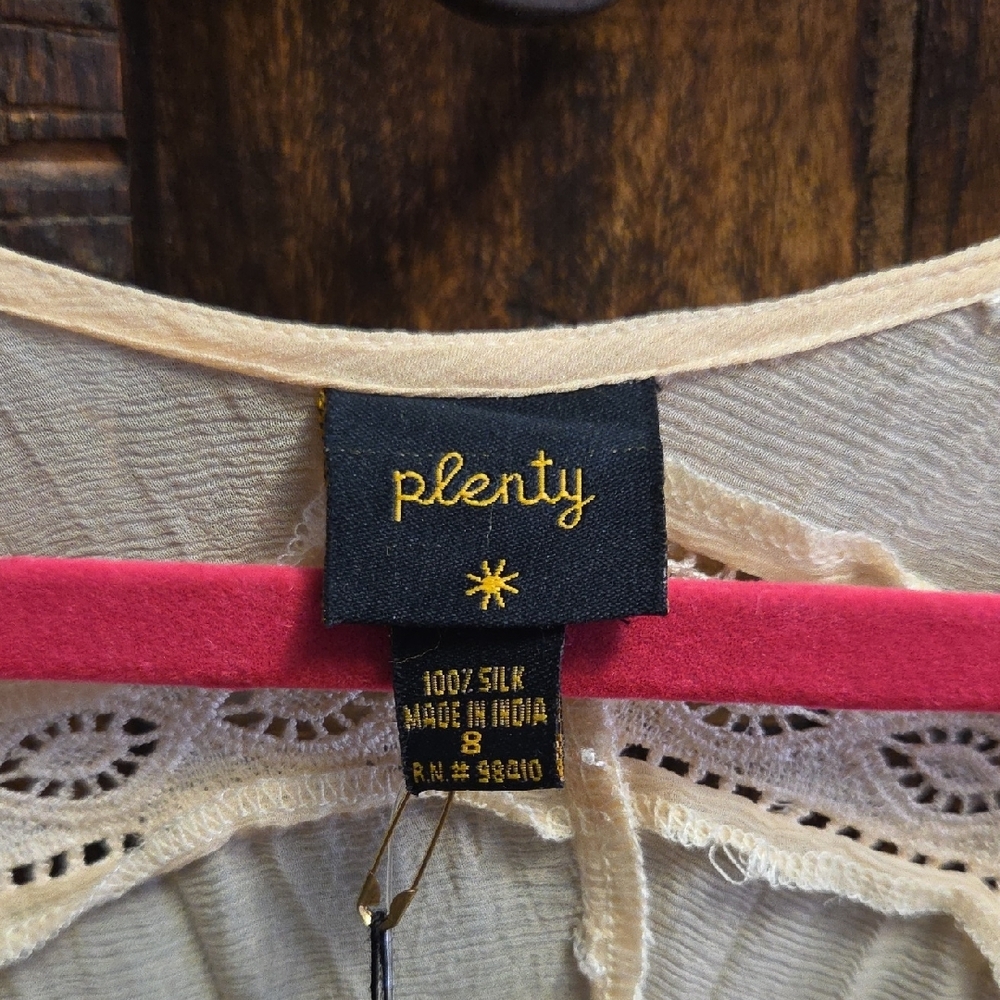 plenty
100% SILK
MADE IN INDIA
8
R.N.# 98410